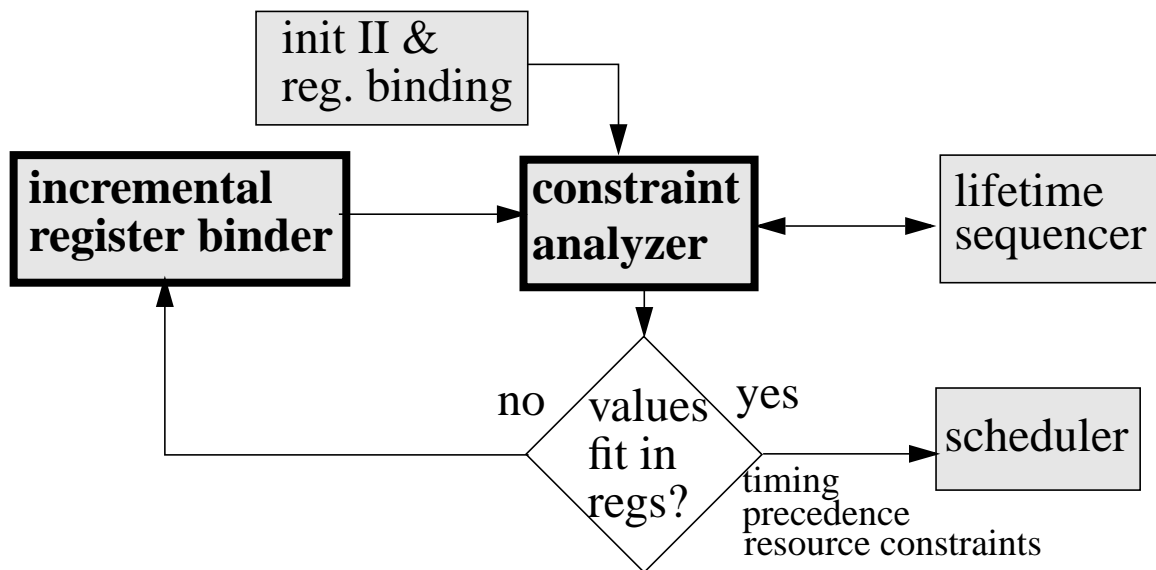 init II &
reg. binding
incremental
register binder
constraint
analyzer
lifetime
sequencer
no
values
fit in
regs?
yes
scheduler
timing
precedence
resource constraints